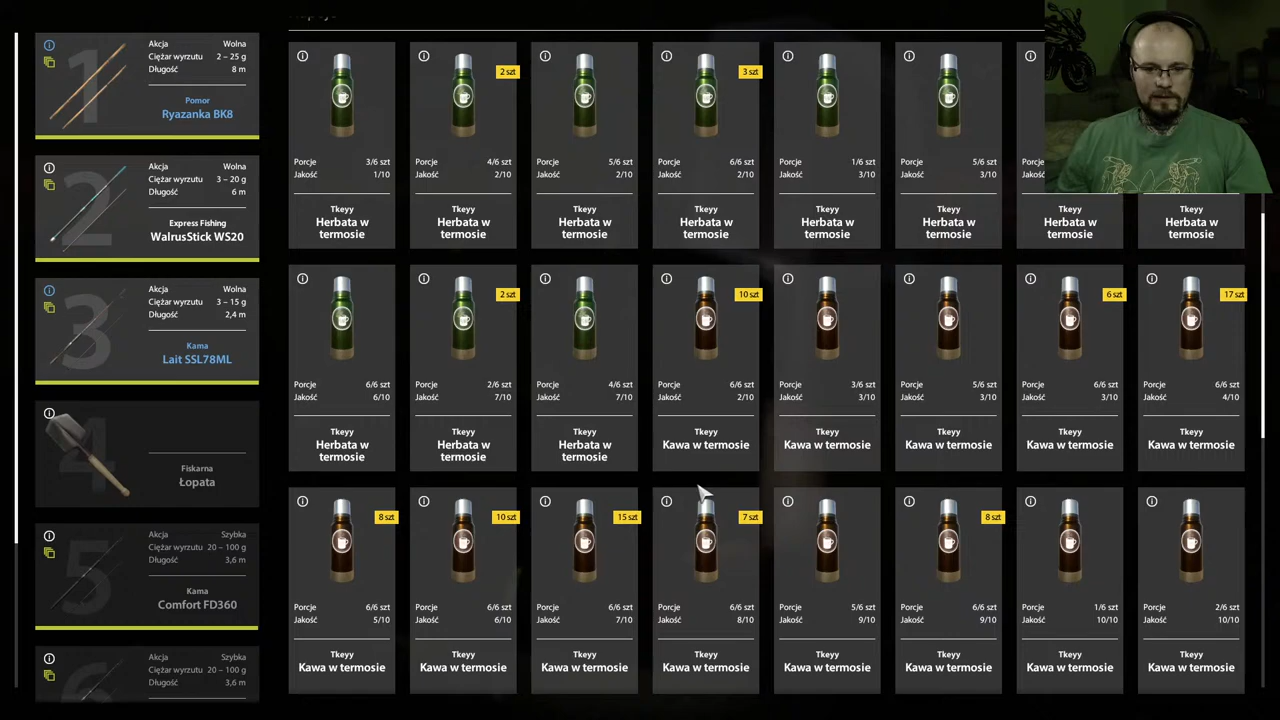 1
Akcja Wolna
Ciężar wyrzutu 2 – 25 g
Długość 8 m
Pomor
Ryazanka BK8
2
Akcja Wolna
Ciężar wyrzutu 3 – 20 g
Długość 6 m
Express Fishing
WalrusStick WS20
3
Akcja Wolna
Ciężar wyrzutu 3 – 15 g
Długość 2,4 m
Kama
Lait SSL78ML
4
Fiskarna
Łopata
5
Akcja Szybka
Ciężar wyrzutu 20 – 100 g
Długość 3,6 m
Kama
Comfort FD360
6
Akcja Szybka
Ciężar wyrzutu 20 – 100 g
Długość 3,6 m
2 szt 3 szt
Porcje 3/6 szt Porcje 4/6 szt Porcje 5/6 szt Porcje 6/6 szt Porcje 1/6 szt Porcje 5/6 szt
Jakość 1/10 Jakość 2/10 Jakość 2/10 Jakość 2/10 Jakość 3/10 Jakość 3/10
Tkeyy Tkeyy Tkeyy Tkeyy Tkeyy Tkeyy Tkeyy Tkeyy
Herbata w Herbata w Herbata w Herbata w Herbata w Herbata w Herbata w Herbata w
termosie termosie termosie termosie termosie termosie termosie termosie
2 szt 10 szt 6 szt 17 szt
Porcje 6/6 szt Porcje 2/6 szt Porcje 4/6 szt Porcje 6/6 szt Porcje 3/6 szt Porcje 5/6 szt Porcje 6/6 szt Porcje 6/6 szt
Jakość 6/10 Jakość 7/10 Jakość 7/10 Jakość 2/10 Jakość 3/10 Jakość 3/10 Jakość 3/10 Jakość 4/10
Tkeyy Tkeyy Tkeyy Tkeyy Tkeyy Tkeyy Tkeyy Tkeyy
Herbata w Herbata w Herbata w Kawa w termosie Kawa w termosie Kawa w termosie Kawa w termosie Kawa w termosie
termosie termosie termosie
8 szt 10 szt 15 szt 7 szt 8 szt
Porcje 6/6 szt Porcje 6/6 szt Porcje 6/6 szt Porcje 6/6 szt Porcje 5/6 szt Porcje 6/6 szt Porcje 1/6 szt Porcje 2/6 szt
Jakość 5/10 Jakość 6/10 Jakość 7/10 Jakość 8/10 Jakość 9/10 Jakość 9/10 Jakość 10/10 Jakość 10/10
Tkeyy Tkeyy Tkeyy Tkeyy Tkeyy Tkeyy Tkeyy Tkeyy
Kawa w termosie Kawa w termosie Kawa w termosie Kawa w termosie Kawa w termosie Kawa w termosie Kawa w termosie Kawa w termosie